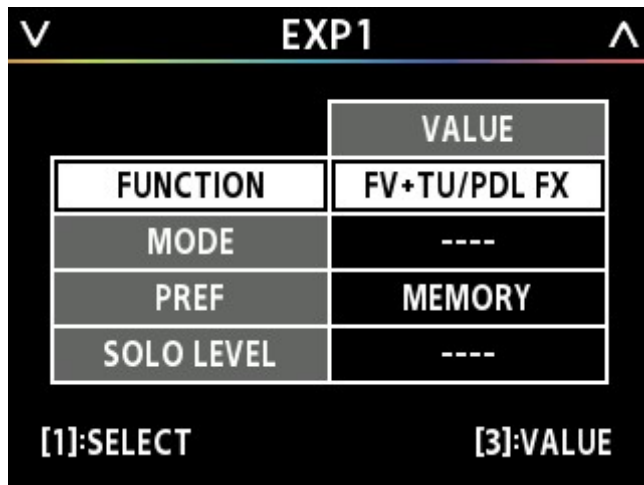 ∨ EXP1 ∧
VALUE
FUNCTION FV+TU/PDL FX
MODE ----
PREF MEMORY
SOLO LEVEL ----
[1]:SELECT [3]:VALUE